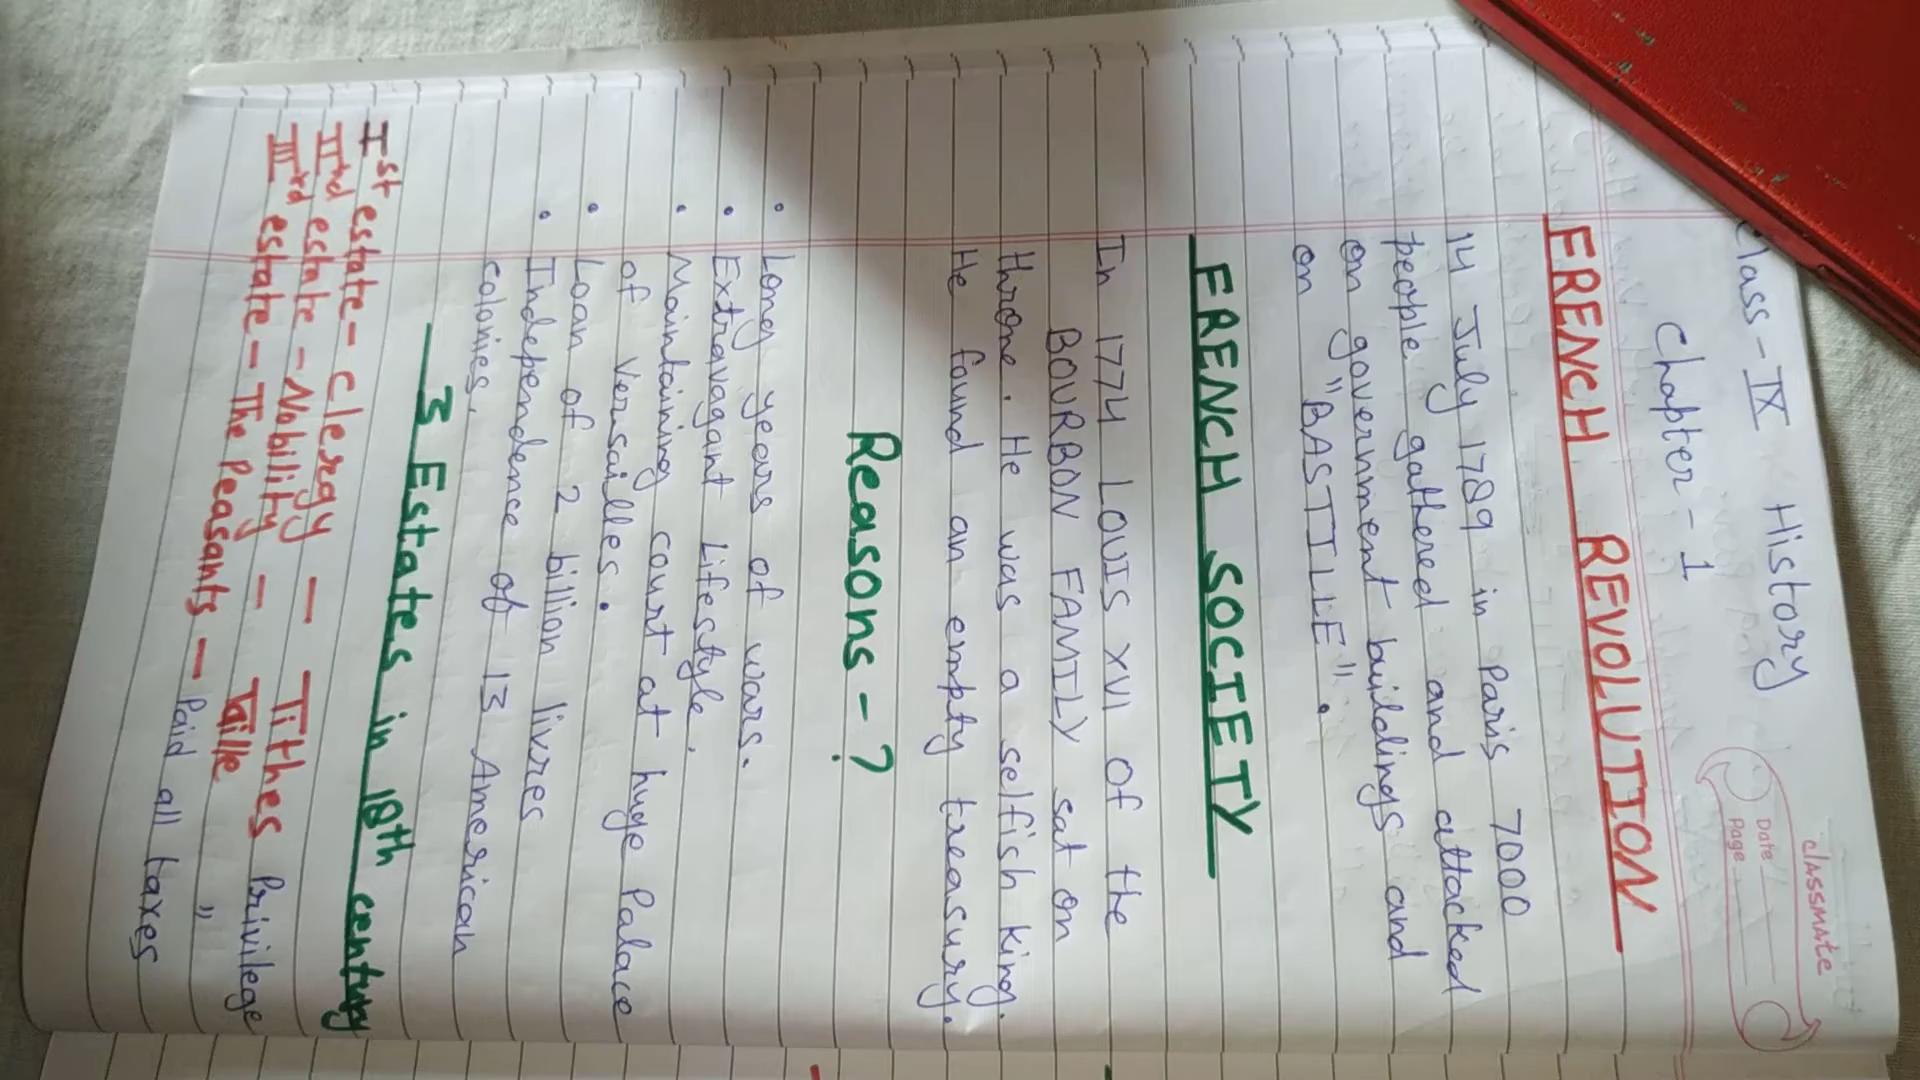 Class - IX History
classmate
Date
Page
Chapter - 1
FRENCH REVOLUTION
14 July 1789 in Paris 7000
people gathered and attacked
on government buildings and
on "BASTILLE".
FRENCH SOCIETY
In 1774 LOUIS XVI of the
BOURBON FAMILY sat on
throne. He was a selfish king.
He found an empty treasury.
Reasons - ?
• Long years of wars.
• Extravagant Lifestyle.
• Maintaining court at huge Palace
of Versailles.
• Loan of 2 billion livres
• Independence of 13 American
colonies.
3 Estates in 18th century
Ist estate - Clergy — Tithes Privilege
IInd estate - Nobility — Taille "
IIIrd estate - The Peasants — Paid all taxes